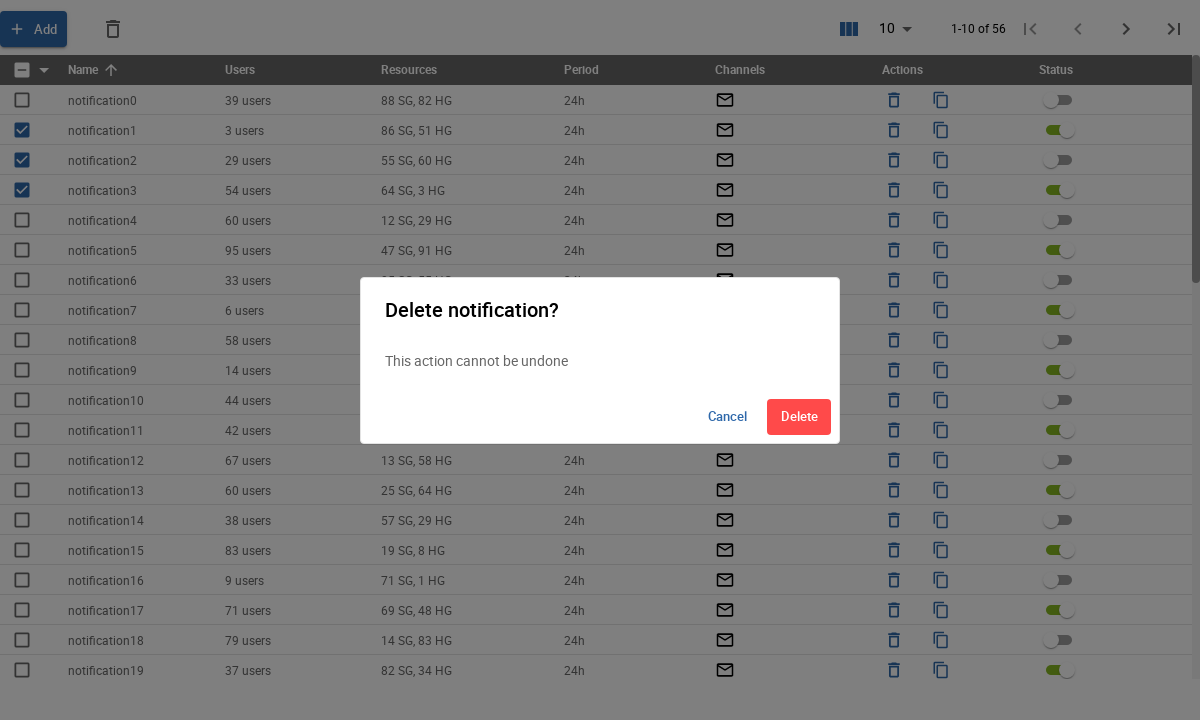 Add
10
1-10 of 56
Name Users Resources Period Channels Actions Status
notification0 39 users 88 SG, 82 HG 24h
notification1 3 users 86 SG, 51 HG 24h
notification2 29 users 55 SG, 60 HG 24h
notification3 54 users 64 SG, 3 HG 24h
notification4 60 users 12 SG, 29 HG 24h
notification5 95 users 47 SG, 91 HG 24h
notification6 33 users
notification7 6 users
notification8 58 users
notification9 14 users
notification10 44 users
notification11 42 users
Delete notification?
This action cannot be undone
Cancel Delete
notification12 67 users 13 SG, 58 HG 24h
notification13 60 users 25 SG, 64 HG 24h
notification14 38 users 57 SG, 29 HG 24h
notification15 83 users 19 SG, 8 HG 24h
notification16 9 users 71 SG, 1 HG 24h
notification17 71 users 69 SG, 48 HG 24h
notification18 79 users 14 SG, 83 HG 24h
notification19 37 users 82 SG, 34 HG 24h